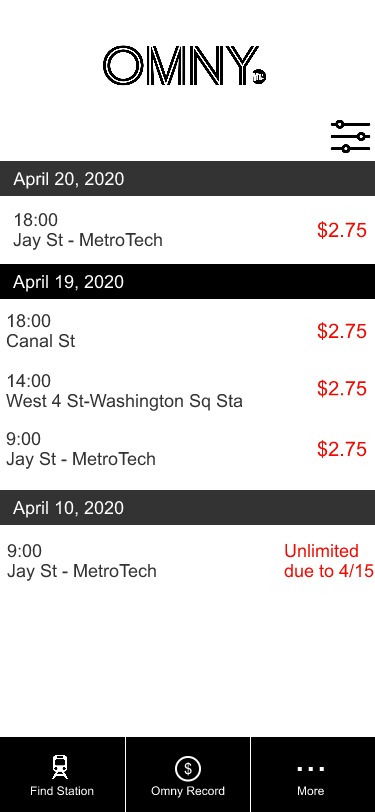 OMNY
April 20, 2020
18:00
Jay St - MetroTech
$2.75
April 19, 2020
18:00
Canal St
$2.75
14:00
West 4 St-Washington Sq Sta
$2.75
9:00
Jay St - MetroTech
$2.75
April 10, 2020
9:00
Jay St - MetroTech
Unlimited
due to 4/15
$
Find Station
Omny Record
More